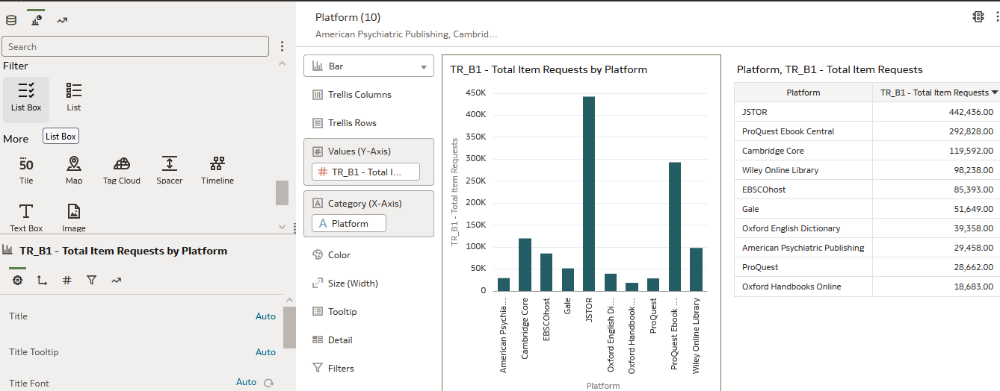 Search
Filter
List Box
List
More
List Box
50
Tile
Map
Tag Cloud
Spacer
Timeline
Text Box
Image
TR_B1 - Total Item Requests by Platform
Title
Auto
Title Tooltip
Auto
Title Font
Auto
Platform (10)
American Psychiatric Publishing, Cambrid...
Bar
Trellis Columns
Trellis Rows
Values (Y-Axis)
# TR_B1 - Total I...
Category (X-Axis)
A Platform
Color
Size (Width)
Tooltip
Detail
Filters
TR_B1 - Total Item Requests by Platform
TR_B1 - Total Item Requests
450K
400K
350K
300K
250K
200K
150K
100K
50K
0
American Psychia...
Cambridge Core
EBSCOhost
Gale
JSTOR
Oxford English Di...
Oxford Handbook...
ProQuest
ProQuest Ebook ...
Wiley Online Library
Platform
Platform, TR_B1 - Total Item Requests
Platform TR_B1 - Total Item Requests
JSTOR 442,436.00
ProQuest Ebook Central 292,828.00
Cambridge Core 119,592.00
Wiley Online Library 98,238.00
EBSCOhost 85,393.00
Gale 51,649.00
Oxford English Dictionary 39,358.00
American Psychiatric Publishing 29,458.00
ProQuest 28,662.00
Oxford Handbooks Online 18,683.00